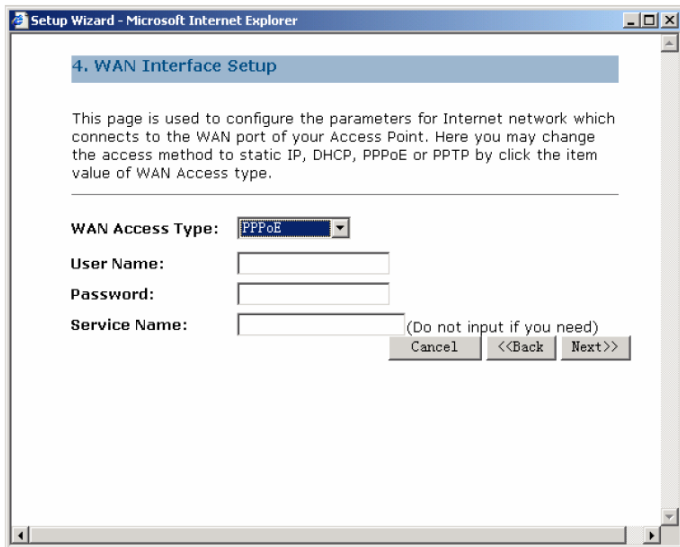 Setup Wizard - Microsoft Internet Explorer
4. WAN Interface Setup
This page is used to configure the parameters for Internet network which
connects to the WAN port of your Access Point. Here you may change
the access method to static IP, DHCP, PPPoE or PPTP by click the item
value of WAN Access type.
WAN Access Type: PPPoE
User Name:
Password:
Service Name: (Do not input if you need)
Cancel <<Back Next>>